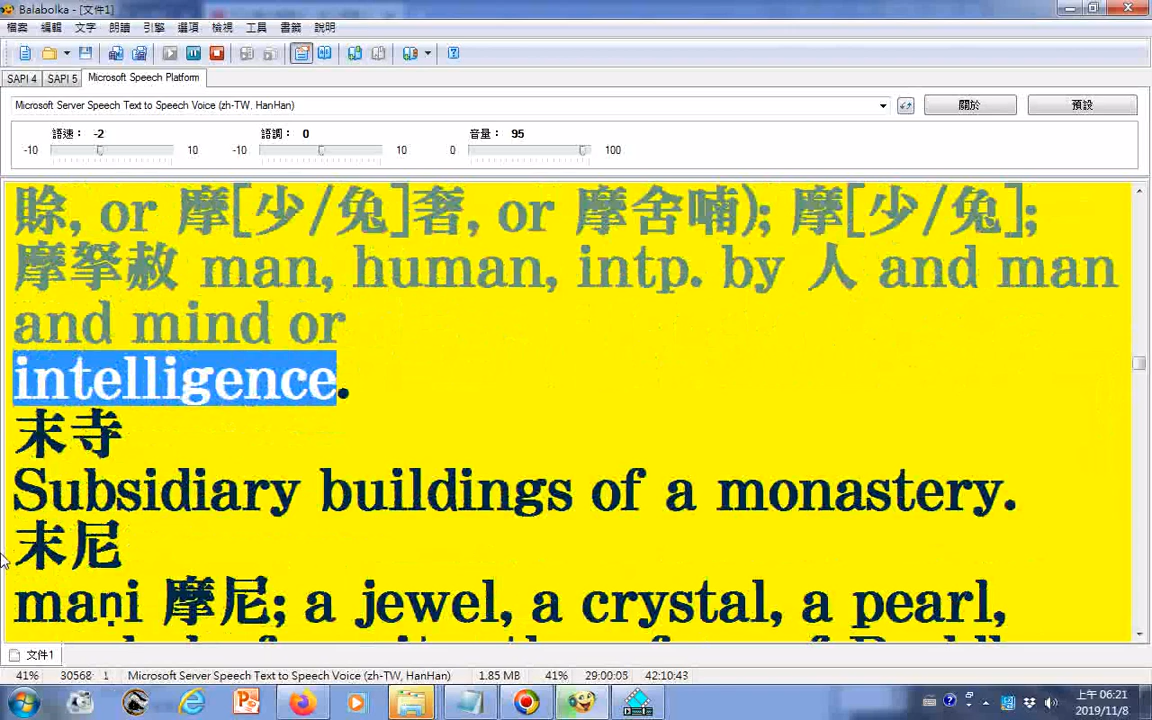 Balabolka - [文件1]
檔案 編輯 文字 朗讀 引擎 選項 檢視 工具 書籤 說明
SAPI 4 SAPI 5 Microsoft Speech Platform
Microsoft Server Speech Text to Speech Voice (zh-TW, HanHan) 關於 預設
語速： -2 語調： 0 音量： 95
-10 10 -10 10 0 100
賖, or 摩[少/兔]奢, or 摩舍喃); 摩[少/兔];
摩拏赦 man, human, intp. by 人 and man
and mind or
intelligence.
末寺
Subsidiary buildings of a monastery.
末尼
maṇi 摩尼; a jewel, a crystal, a pearl,
文件1
41% 30568 1 Microsoft Server Speech Text to Speech Voice (zh-TW, HanHan) 1.85 MB 41% 29:00:05 42:10:43
上午 06:21
2019/11/8